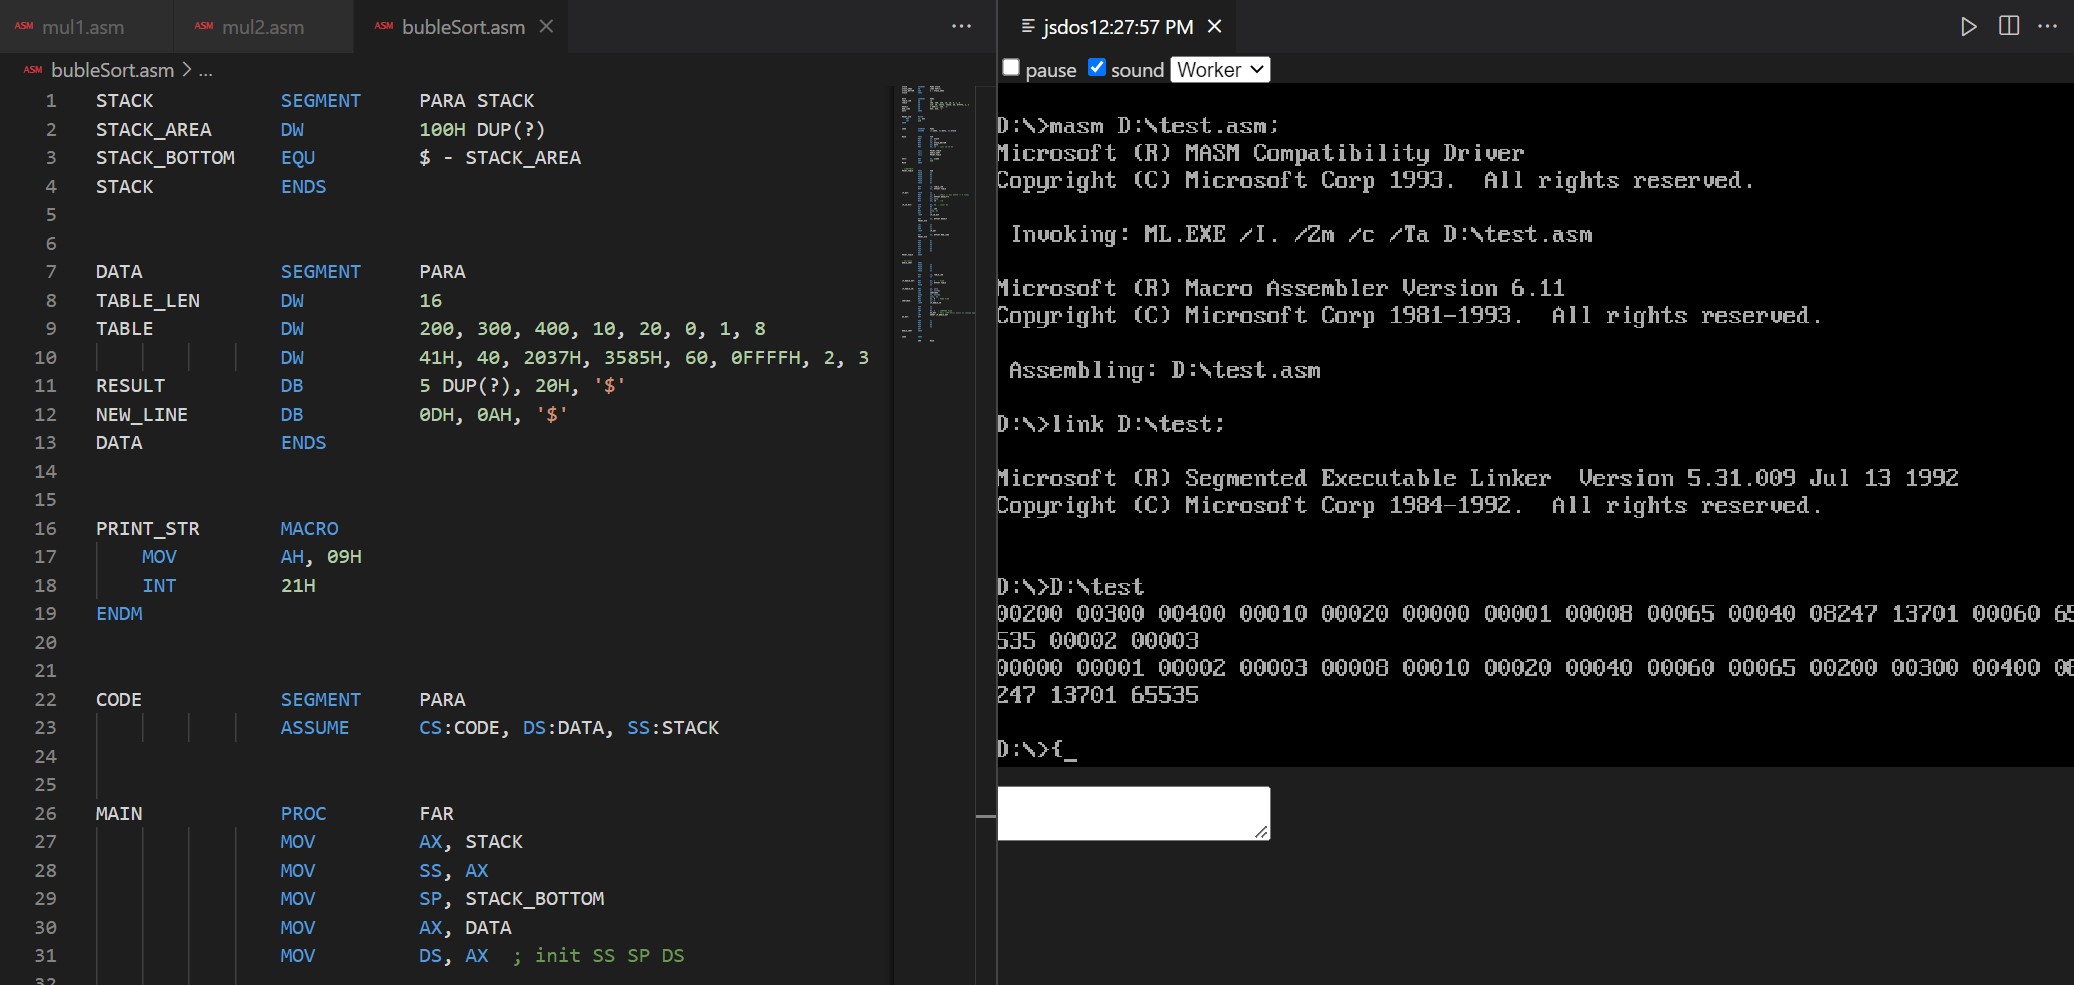 ASM mul1.asm
ASM mul2.asm
ASM bubleSort.asm
ASM bubleSort.asm > ...
1 STACK SEGMENT PARA STACK
2 STACK_AREA DW 100H DUP(?)
3 STACK_BOTTOM EQU $ - STACK_AREA
4 STACK ENDS
5
6
7 DATA SEGMENT PARA
8 TABLE_LEN DW 16
9 TABLE DW 200, 300, 400, 10, 20, 0, 1, 8
10 DW 41H, 40, 2037H, 3585H, 60, 0FFFFH, 2, 3
11 RESULT DB 5 DUP(?), 20H, '$'
12 NEW_LINE DB 0DH, 0AH, '$'
13 DATA ENDS
14
15
16 PRINT_STR MACRO
17 MOV AH, 09H
18 INT 21H
19 ENDM
20
21
22 CODE SEGMENT PARA
23 ASSUME CS:CODE, DS:DATA, SS:STACK
24
25
26 MAIN PROC FAR
27 MOV AX, STACK
28 MOV SS, AX
29 MOV SP, STACK_BOTTOM
30 MOV AX, DATA
31 MOV DS, AX ; init SS SP DS
32
jsdos12:27:57 PM
pause sound Worker
D:\>masm D:\test.asm;
Microsoft (R) MASM Compatibility Driver
Copyright (C) Microsoft Corp 1993.  All rights reserved.
Invoking: ML.EXE /I. /Zm /c /Ta D:\test.asm
Microsoft (R) Macro Assembler Version 6.11
Copyright (C) Microsoft Corp 1981-1993.  All rights reserved.
Assembling: D:\test.asm
D:\>link D:\test;
Microsoft (R) Segmented Executable Linker  Version 5.31.009 Jul 13 1992
Copyright (C) Microsoft Corp 1984-1992.  All rights reserved.
D:\>D:\test
00200 00300 00400 00010 00020 00000 00001 00008 00065 00040 08247 13701 00060 65
535 00002 00003
00000 00001 00002 00003 00008 00010 00020 00040 00060 00065 00200 00300 00400 08
247 13701 65535
D:\>{_